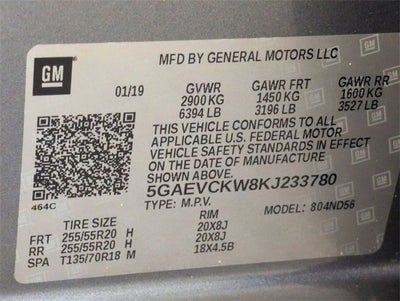 GM
MFD BY GENERAL MOTORS LLC
01/19 GVWR GAWR FRT GAWR RR
2900 KG 1450 KG 1600 KG
6394 LB 3196 LB 3527 LB
THIS VEHICLE CONFORMS TO ALL
APPLICABLE U.S. FEDERAL MOTOR
VEHICLE SAFETY STANDARDS IN EFFECT
ON THE DATE OF MANUFACTURE
SHOWN ABOVE.
464C
5GAEVCKW8KJ233780
TYPE: M.P.V. MODEL: 804ND56
TIRE SIZE RIM
FRT 255/55R20 H 20X8J
RR 255/55R20 H 20X8J
SPA T135/70R18 M 18X4.5B